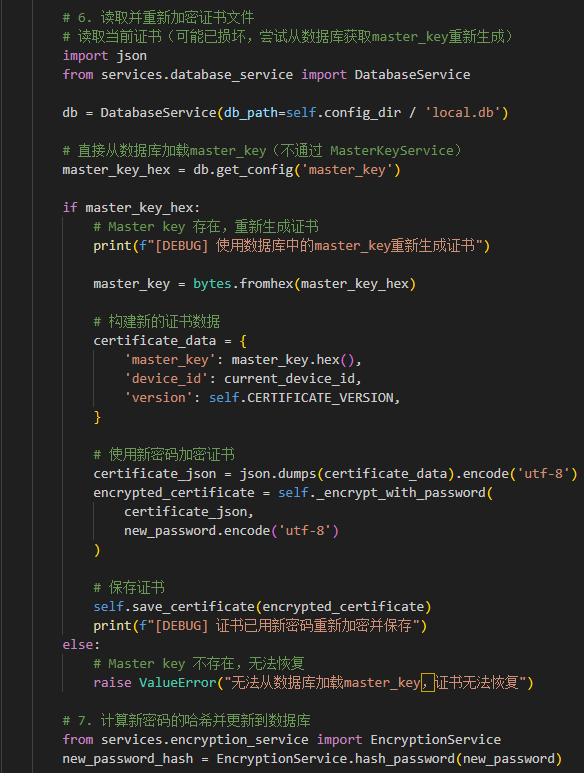 # 6. 读取并重新加密证书文件
# 读取当前证书（可能已损坏，尝试从数据库获取master_key重新生成）
import json
from services.database_service import DatabaseService
db = DatabaseService(db_path=self.config_dir / 'local.db')
# 直接从数据库加载master_key（不通过 MasterKeyService）
master_key_hex = db.get_config('master_key')
if master_key_hex:
# Master key 存在，重新生成证书
print(f"[DEBUG] 使用数据库中的master_key重新生成证书")
master_key = bytes.fromhex(master_key_hex)
# 构建新的证书数据
certificate_data = {
'master_key': master_key.hex(),
'device_id': current_device_id,
'version': self.CERTIFICATE_VERSION,
}
# 使用新密码加密证书
certificate_json = json.dumps(certificate_data).encode('utf-8')
encrypted_certificate = self._encrypt_with_password(
certificate_json,
new_password.encode('utf-8')
)
# 保存证书
self.save_certificate(encrypted_certificate)
print(f"[DEBUG] 证书已用新密码重新加密并保存")
else:
# Master key 不存在，无法恢复
raise ValueError("无法从数据库加载master_key，证书无法恢复")
# 7. 计算新密码的哈希并更新到数据库
from services.encryption_service import EncryptionService
new_password_hash = EncryptionService.hash_password(new_password)